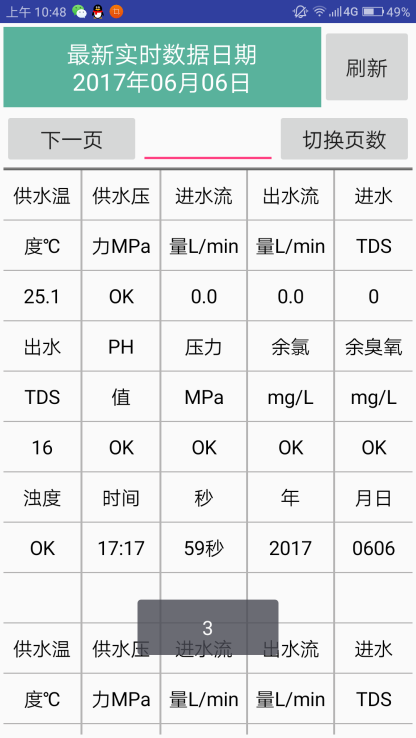 上午 10:48 4G 49%
最新实时数据日期
2017年06月06日
刷新
下一页 切换页数
供水温 供水压 进水流 出水流 进水
度℃ 力MPa 量L/min 量L/min TDS
25.1 OK 0.0 0.0 0
出水 PH 压力 余氯 余臭氧
TDS 值 MPa mg/L mg/L
16 OK OK OK OK
浊度 时间 秒 年 月日
OK 17:17 59秒 2017 0606
3
供水温 供水压 进水流 出水流 进水
度℃ 力MPa 量L/min 量L/min TDS